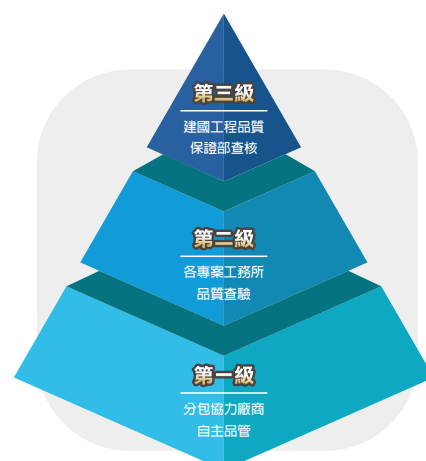 第三級
建國工程品質
保證部查核
第二級
各專案工務所
品質查驗
第一級
分包協力廠商
自主品管